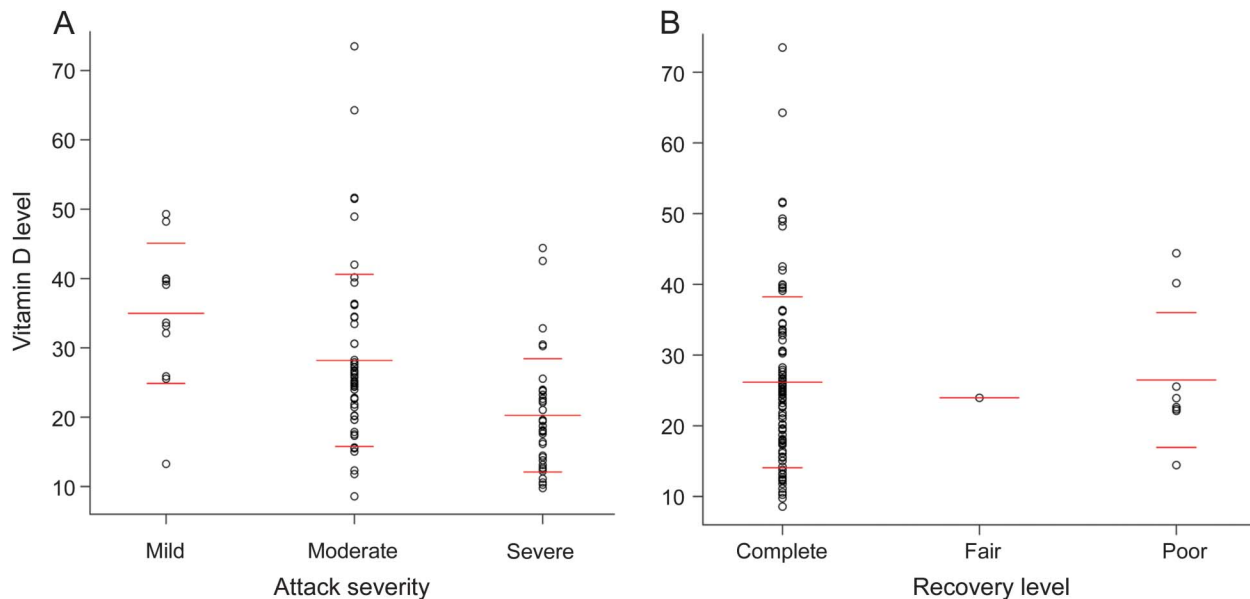 A
Vitamin D level
70
60
50
40
30
20
10
Mild Moderate Severe
Attack severity
B
70
60
50
40
30
20
10
Complete Fair Poor
Recovery level